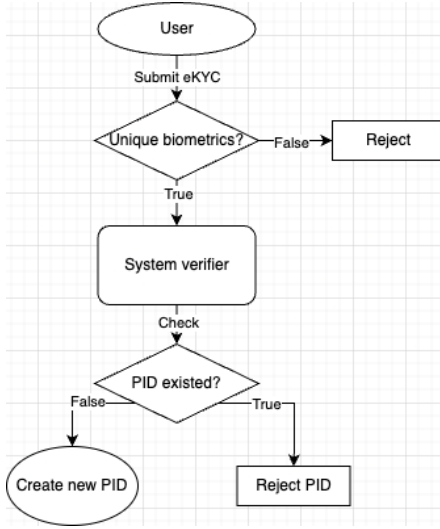 User
Submit eKYC
Unique biometrics?
False
Reject
True
System verifier
Check
PID existed?
False
True
Create new PID
Reject PID